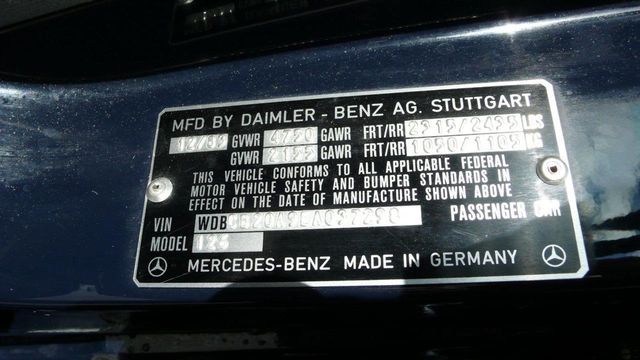 MFD BY DAIMLER - BENZ AG. STUTTGART
GVWR GAWR FRT/RR LBS
GVWR GAWR FRT/RR
THIS VEHICLE CONFORMS TO ALL APPLICABLE FEDERAL
MOTOR VEHICLE SAFETY AND BUMPER STANDARDS IN
EFFECT ON THE DATE OF MANUFACTURE SHOWN ABOVE
VIN PASSENGER CAR
MODEL
MERCEDES-BENZ MADE IN GERMANY